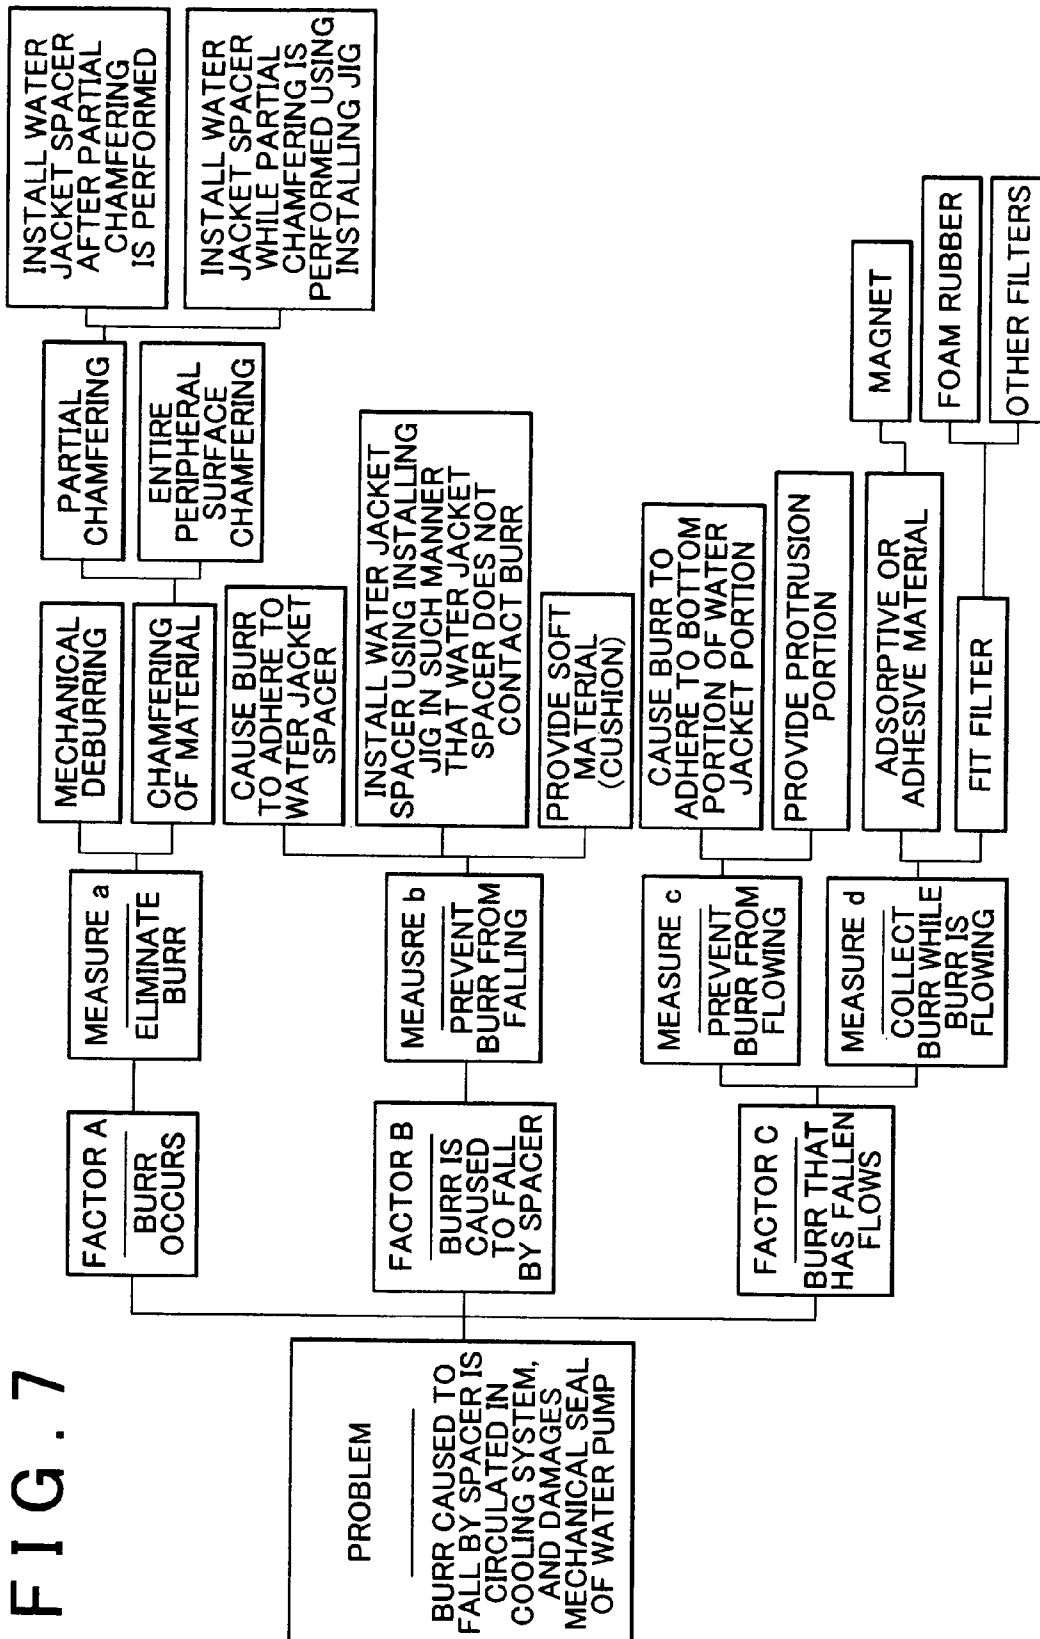 FIG. 7
PROBLEM
BURR CAUSED TO
FALL BY SPACER IS
CIRCULATED IN
COOLING SYSTEM,
AND DAMAGES
MECHANICAL SEAL
OF WATER PUMP
FACTOR A
BURR
OCCURS
MEASURE a
ELIMINATE
BURR
MECHANICAL
DEBURRING
CHAMFERING
OF MATERIAL
PARTIAL
CHAMFERING
ENTIRE
PERIPHERAL
SURFACE
CHAMFERING
INSTALL WATER
JACKET SPACER
AFTER PARTIAL
CHAMFERING
IS PERFORMED
INSTALL WATER
JACKET SPACER
WHILE PARTIAL
CHAMFERING IS
PERFORMED USING
INSTALLING JIG
FACTOR B
BURR IS
CAUSED
TO FALL
BY SPACER
MEAUSRE b
PREVENT
BURR FROM
FALLING
CAUSE BURR
TO ADHERE TO
WATER JACKET
SPACER
INSTALL WATER JACKET
SPACER USING INSTALLING
JIG IN SUCH MANNER
THAT WATER JACKET
SPACER DOES NOT
CONTACT BURR
PROVIDE SOFT
MATERIAL
(CUSHION)
FACTOR C
BURR THAT
HAS FALLEN
FLOWS
MEASURE c
PREVENT
BURR FROM
FLOWING
CAUSE BURR TO
ADHERE TO BOTTOM
PORTION OF WATER
JACKET PORTION
PROVIDE PROTRUSION
PORTION
MEASURE d
COLLECT
BURR WHILE
BURR IS
FLOWING
ADSORPTIVE OR
ADHESIVE MATERIAL
MAGNET
FIT FILTER
FOAM RUBBER
OTHER FILTERS